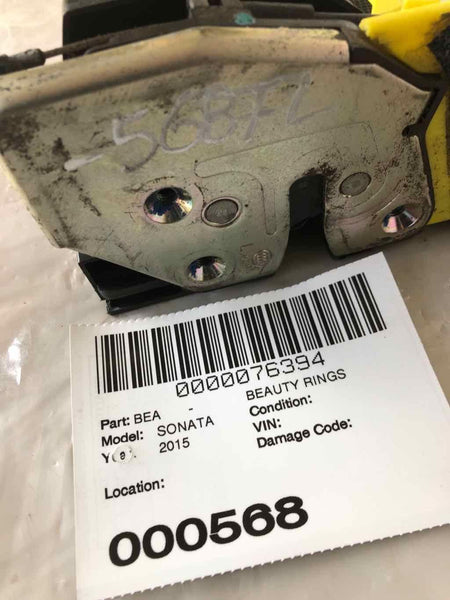 -568FL
0000076394
Part: BEA - BEAUTY RINGS
Model: SONATA Condition:
2015 VIN:
Damage Code:
Location:
000568